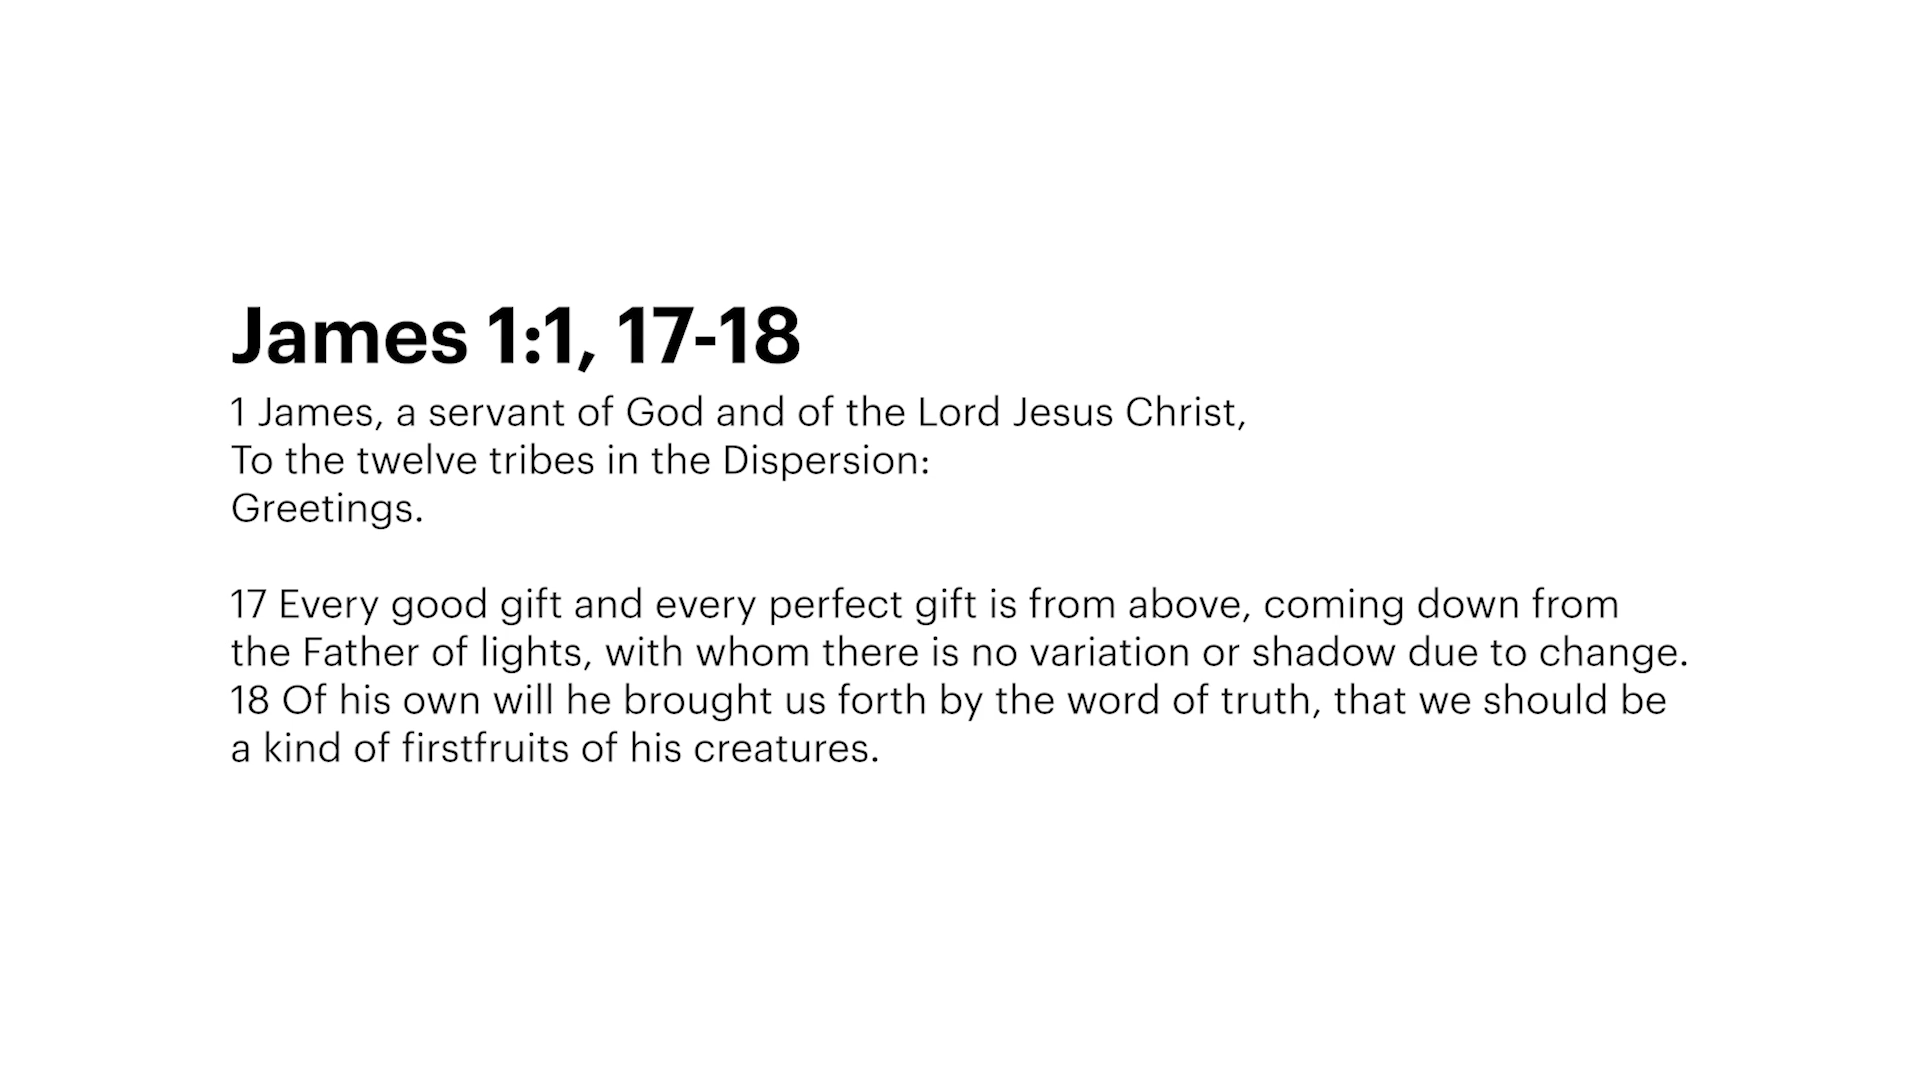 James 1:1, 17-18
1 James, a servant of God and of the Lord Jesus Christ,
To the twelve tribes in the Dispersion:
Greetings.
17 Every good gift and every perfect gift is from above, coming down from
the Father of lights, with whom there is no variation or shadow due to change.
18 Of his own will he brought us forth by the word of truth, that we should be
a kind of firstfruits of his creatures.